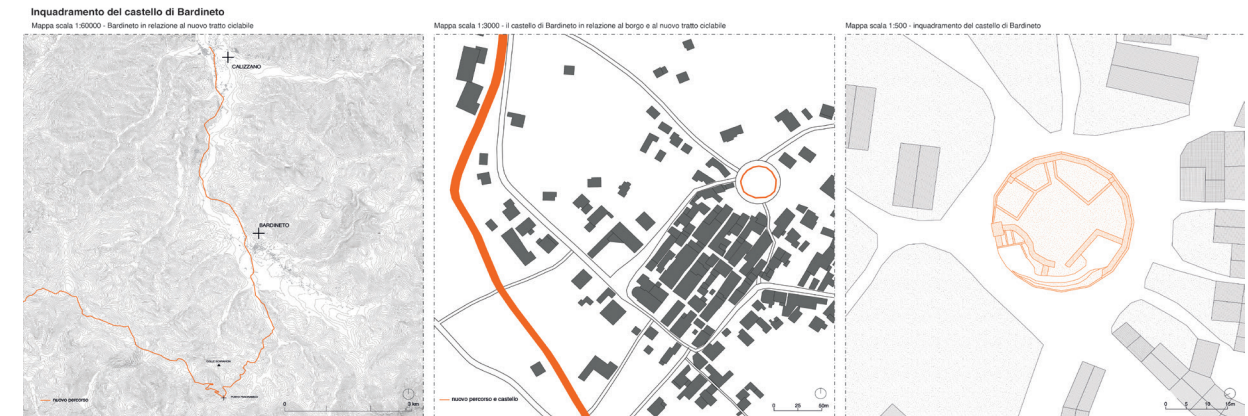 Inquadramento del castello di Bardineto
Mappa scala 1:60000 - Bardineto in relazione al nuovo tratto ciclabile
Mappa scala 1:3000 - il castello di Bardineto in relazione al borgo e al nuovo tratto ciclabile
Mappa scala 1:500 - inquadramento del castello di Bardineto
CALIZZANO
BARDINETO
nuovo percorso
0 3 km
nuovo percorso e castello
0 25 50m
0 5 10 15m